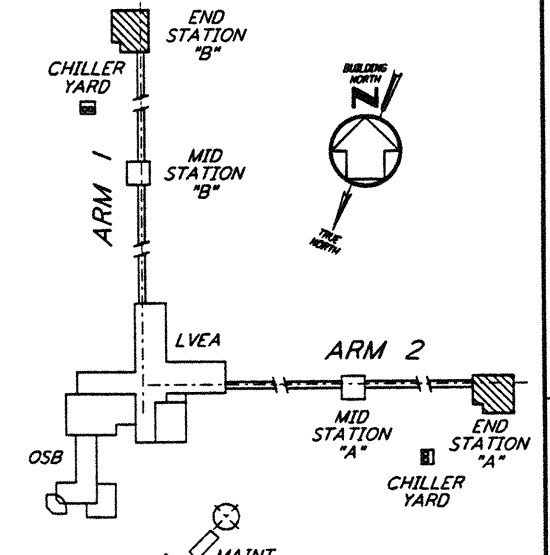 END
STATION
"B"
CHILLER
YARD
BUILDING
NORTH
Z
MID
STATION
"B"
ARM 1
TRUE
NORTH
LVEA
ARM 2
MID
STATION
"A"
END
STATION
"A"
OSB
CHILLER
YARD
MAINT